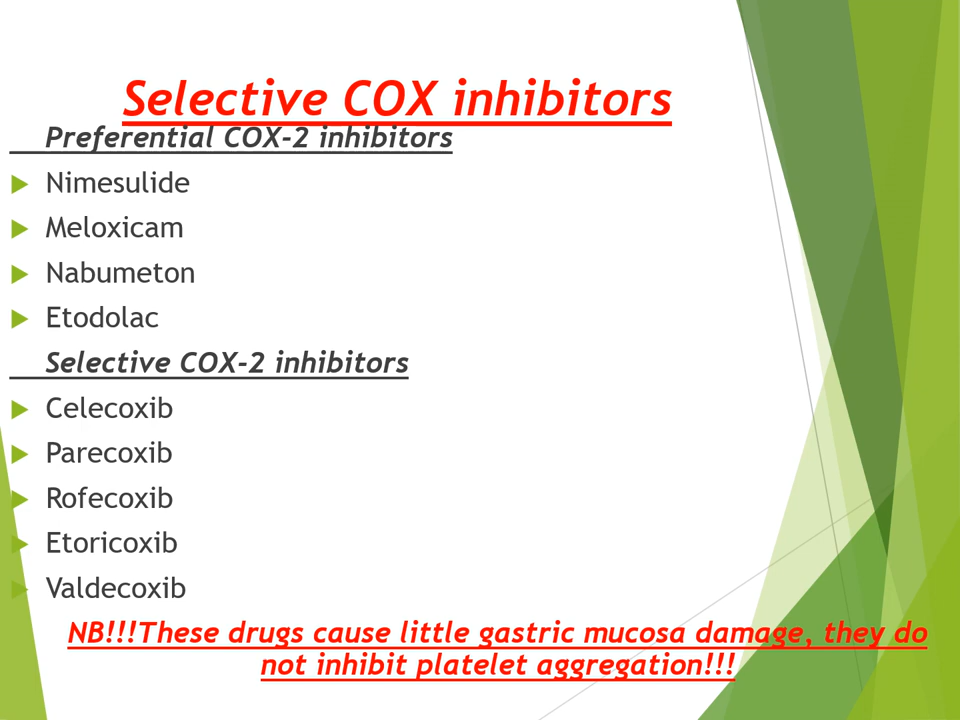 Selective COX inhibitors
Preferential COX-2 inhibitors
Nimesulide
Meloxicam
Nabumeton
Etodolac
Selective COX-2 inhibitors
Celecoxib
Parecoxib
Rofecoxib
Etoricoxib
Valdecoxib
NB!!!These drugs cause little gastric mucosa damage, they do
not inhibit platelet aggregation!!!